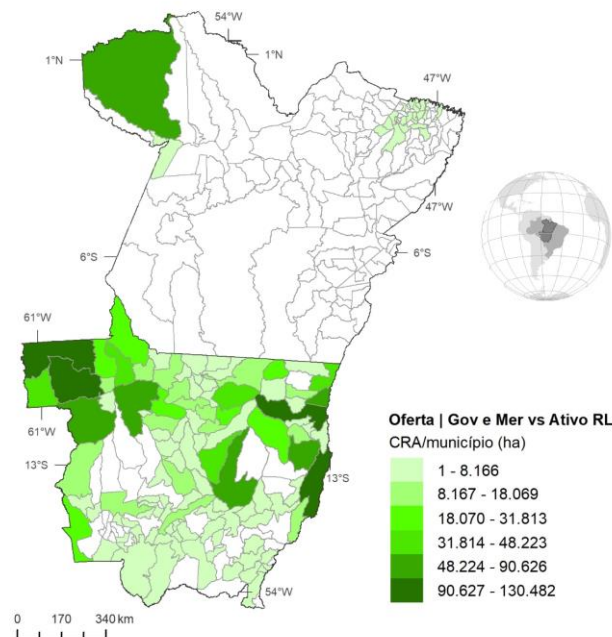 54°W
1°N
1°N
47°W
47°W
6°S
6°S
61°W
61°W
13°S
13°S
54°W
Oferta | Gov e Mer vs Ativo RL
CRA/município (ha)
1 - 8.166
8.167 - 18.069
18.070 - 31.813
31.814 - 48.223
48.224 - 90.626
90.627 - 130.482
0 170 340 km